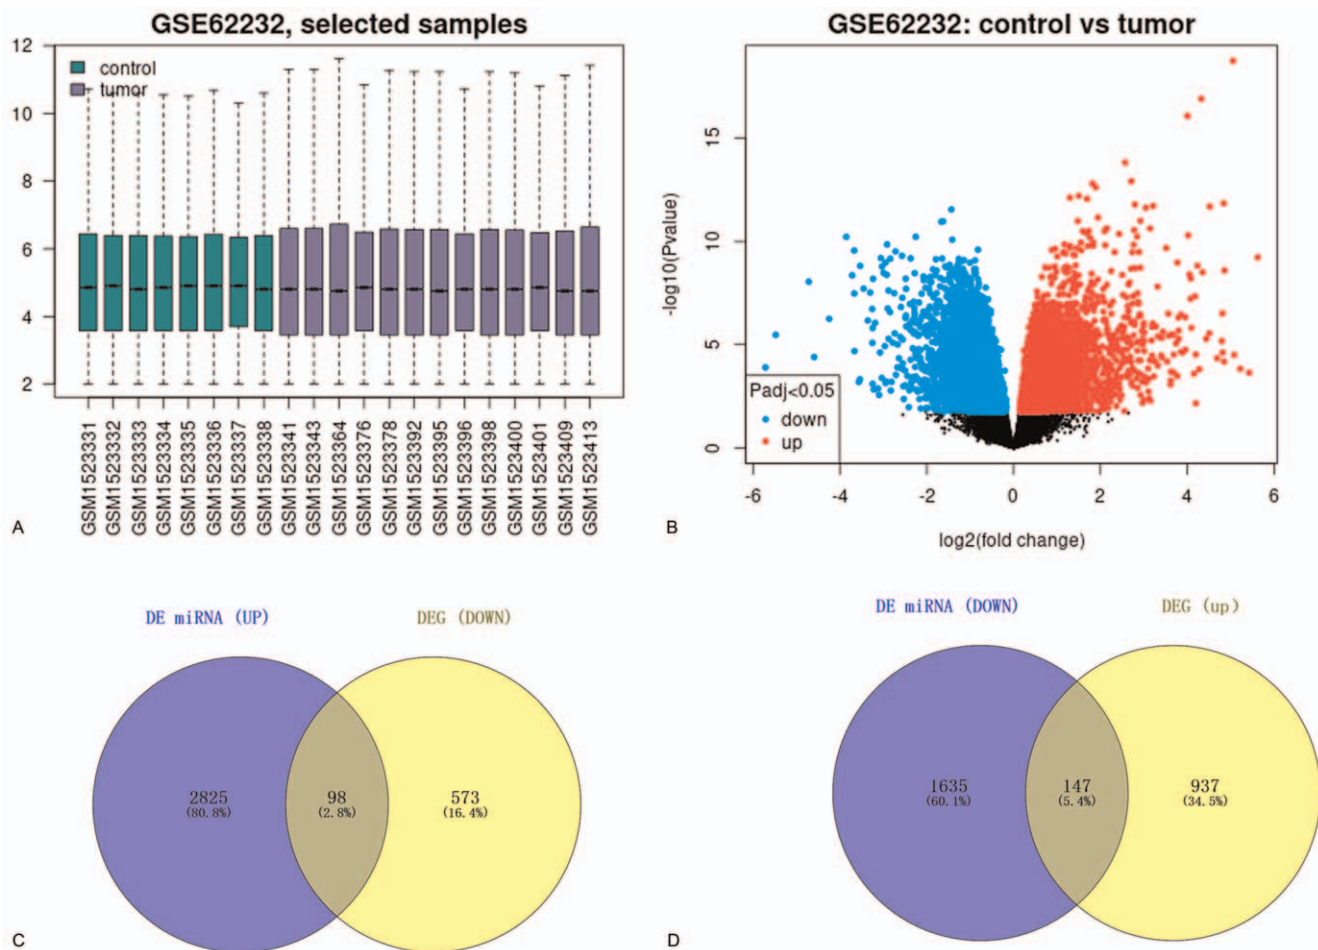 GSE62232, selected samples
12
10
8
6
4
2
control
tumor
GSM1523331
GSM1523332
GSM1523333
GSM1523334
GSM1523335
GSM1523336
GSM1523337
GSM1523338
GSM1523341
GSM1523343
GSM1523364
GSM1523376
GSM1523378
GSM1523392
GSM1523395
GSM1523396
GSM1523398
GSM1523400
GSM1523401
GSM1523409
GSM1523413
A
GSE62232: control vs tumor
-log10(Pvalue)
15
10
5
0
Padj<0.05
down
up
-6
-4
-2
0
2
4
6
log2(fold change)
B
DE miRNA (UP)
DEG (DOWN)
2825
(80.8%)
98
(2.8%)
573
(16.4%)
C
DE miRNA (DOWN)
DEG (up)
1635
(60.1%)
147
(5.4%)
937
(34.5%)
D